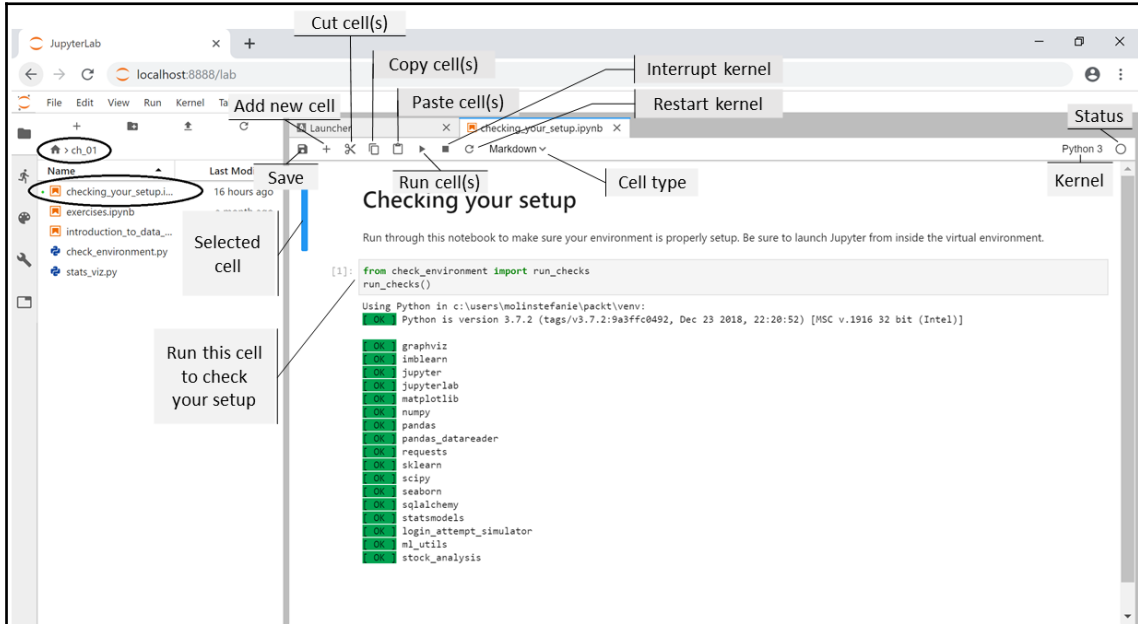 Cut cell(s)
JupyterLab
Copy cell(s)
Interrupt kernel
localhost:8888/lab
File Edit View Run Kernel Ta
Add new cell
Paste cell(s)
Restart kernel
Launcher
checking_your_setup.ipynb
Status
ch_01
Markdown
Python 3
Name
Last Modi
Save
Run cell(s)
Cell type
Kernel
checking_your_setup.i...
16 hours ago
Checking your setup
exercises.ipynb
a month ago
introduction_to_data_...
Selected
cell
Run through this notebook to make sure your environment is properly setup. Be sure to launch Jupyter from inside the virtual environment.
check_environment.py
stats_viz.py
[1]: from check_environment import run_checks
run_checks()
Using Python in c:\users\molinstefanie\packt\venv:
[ OK ] Python is version 3.7.2 (tags/v3.7.2:9a3ffc0492, Dec 23 2018, 22:20:52) [MSC v.1916 32 bit (Intel)]
Run this cell
to check
your setup
[ OK ] graphviz
[ OK ] imblearn
[ OK ] jupyter
[ OK ] jupyterlab
[ OK ] matplotlib
[ OK ] numpy
[ OK ] pandas
[ OK ] pandas_datareader
[ OK ] requests
[ OK ] sklearn
[ OK ] scipy
[ OK ] seaborn
[ OK ] sqlalchemy
[ OK ] statsmodels
[ OK ] login_attempt_simulator
[ OK ] ml_utils
[ OK ] stock_analysis